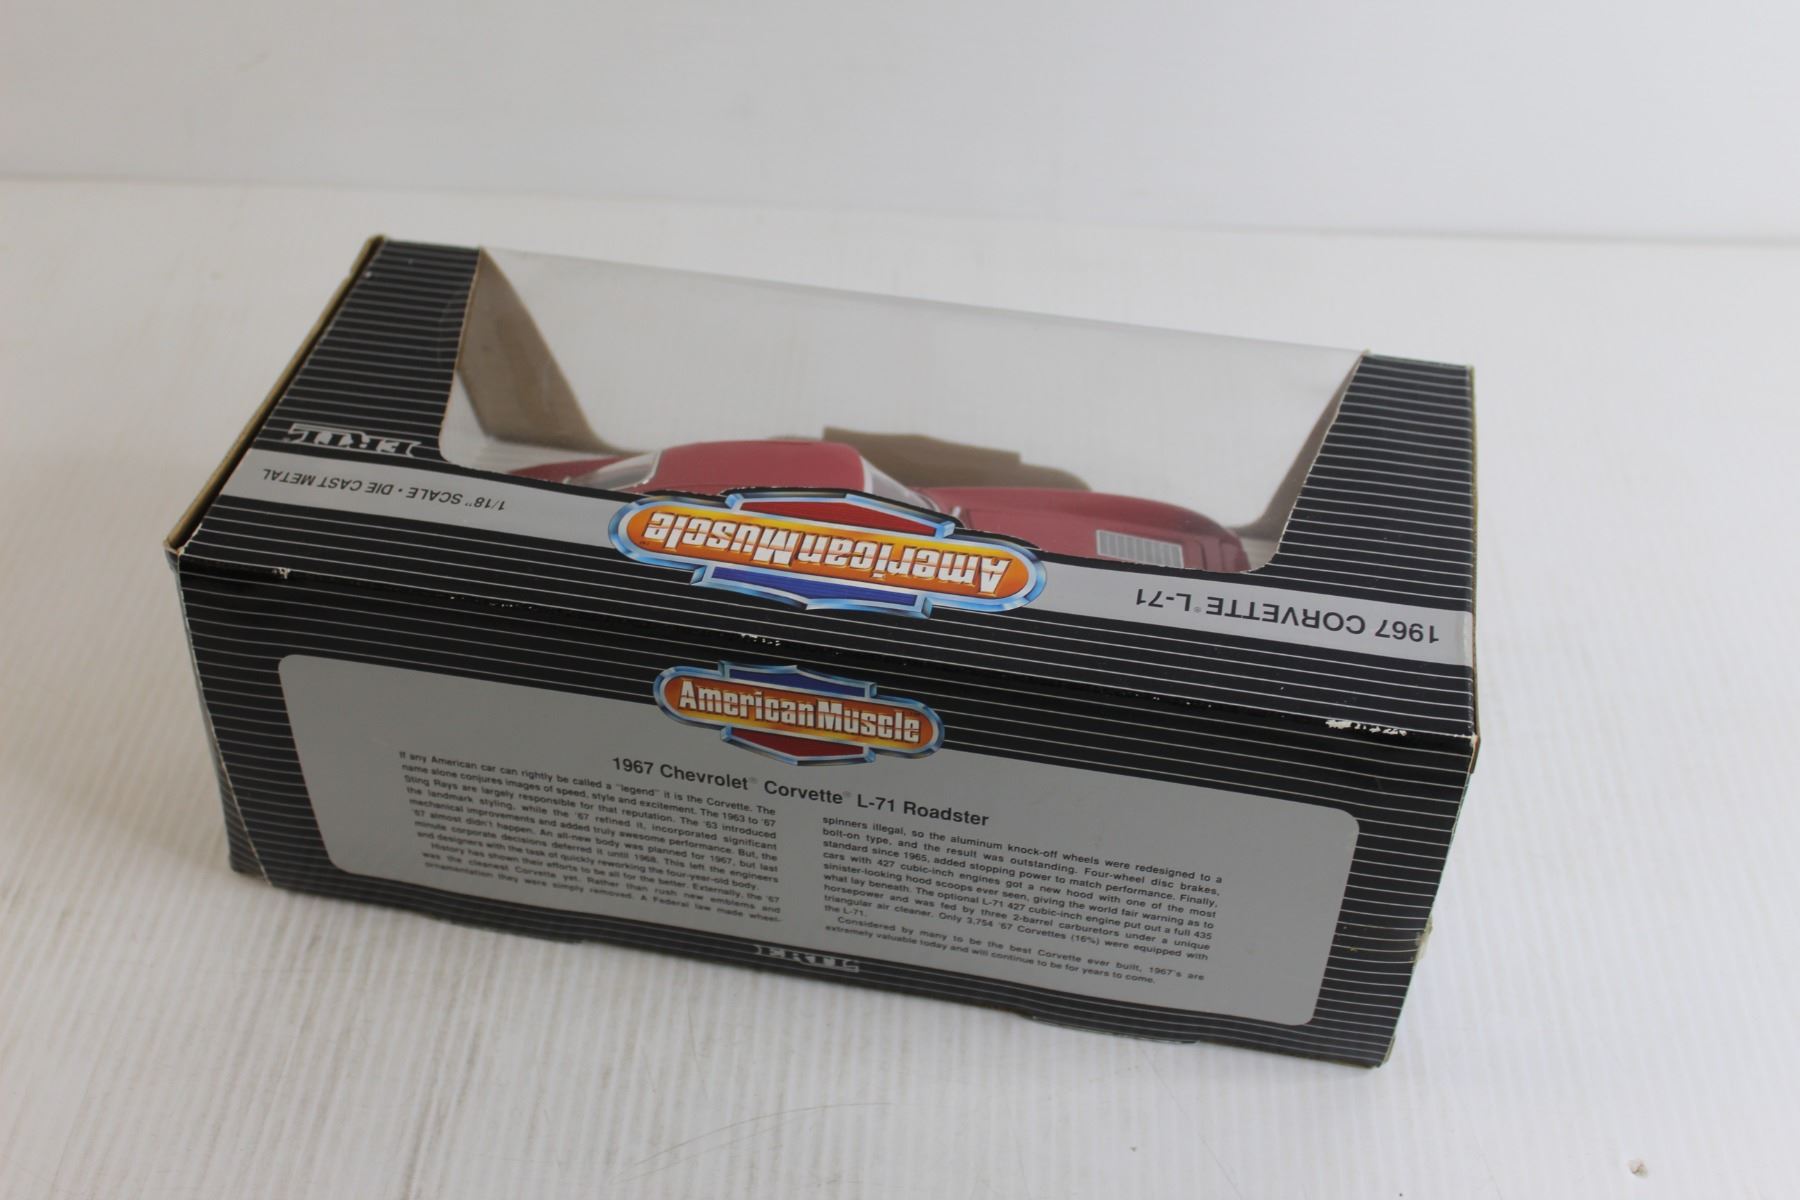 ERTL
1/18" SCALE • DIE CAST METAL
American Muscle™
1967 CORVETTE® L-71
American Muscle
1967 Chevrolet® Corvette® L-71 Roadster
If any American car can rightly be called a "legend" it is the Corvette. The
name alone conjures images of speed, style and excitement. The 1963 to '67
Sting Rays are largely responsible for that reputation. The '63 introduced
the landmark styling, while the '67 refined it, incorporated significant
mechanical improvements and added truly awesome performance. But, the
'67 almost didn't happen. An all-new body was planned for 1967, but last
minute corporate decisions deferred it until 1968. This left the engineers
and designers with the task of quickly reworking the four-year-old body.
History has shown their efforts to be all for the better. Externally, the '67
was the cleanest Corvette yet. Rather than rush new emblems and
ornamentation they were simply removed. A Federal law made wheel-
spinners illegal, so the aluminum knock-off wheels were redesigned to a
bolt-on type, and the result was outstanding. Four-wheel disc brakes,
standard since 1965, added stopping power to match performance. Finally,
cars with 427 cubic-inch engines got a new hood with one of the most
sinister-looking hood scoops ever seen, giving the world fair warning as to
what lay beneath. The optional L-71 427 cubic-inch engine put out a full 435
horsepower and was fed by three 2-barrel carburetors under a unique
triangular air cleaner. Only 3,754 '67 Corvettes (16%) were equipped with
the L-71.
Considered by many to be the best Corvette ever built, 1967's are
extremely valuable today and will continue to be for years to come.
ERTL